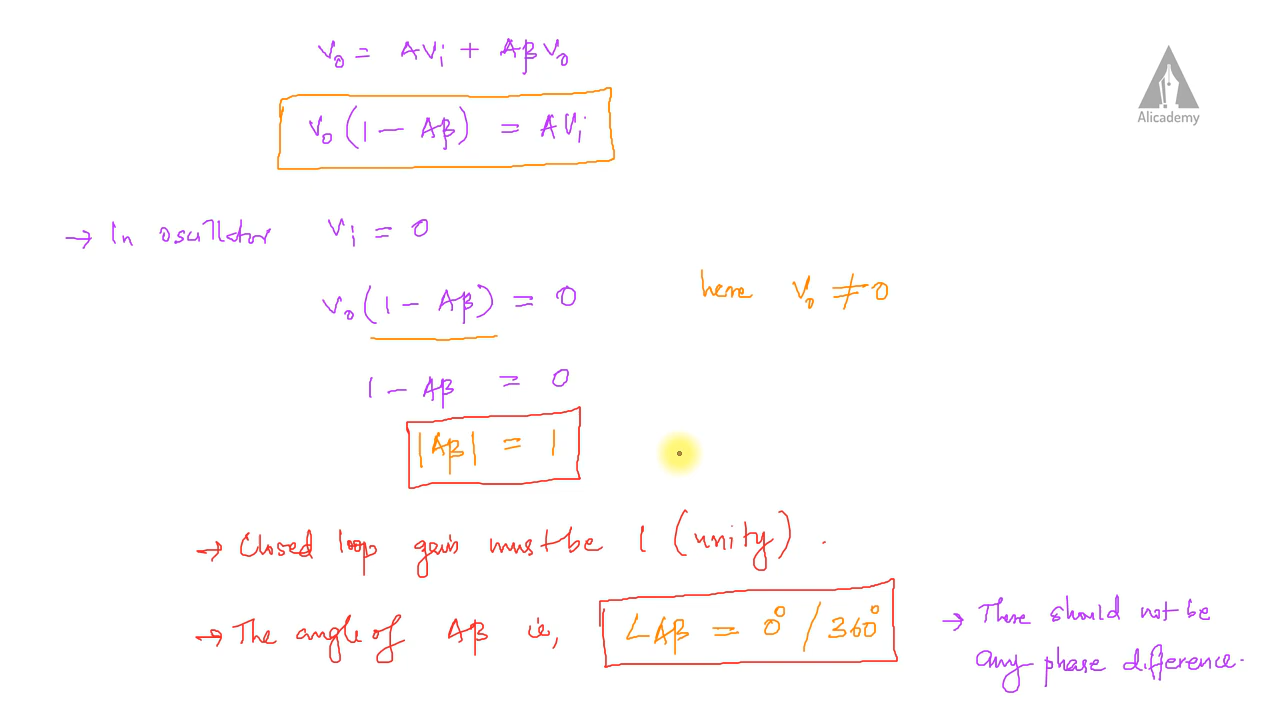 V₀ = AVᵢ + AβV₀
Alicademy
V₀(1 - Aβ) = AVᵢ
→ In oscillator Vᵢ = 0
V₀(1 - Aβ) = 0
here V₀ ≠ 0
1 - Aβ = 0
|Aβ| = 1
→ Closed loop gain must be 1 (unity).
→ The angle of Aβ is, ∠Aβ = 0° / 360°
→ There should not be
any phase difference.